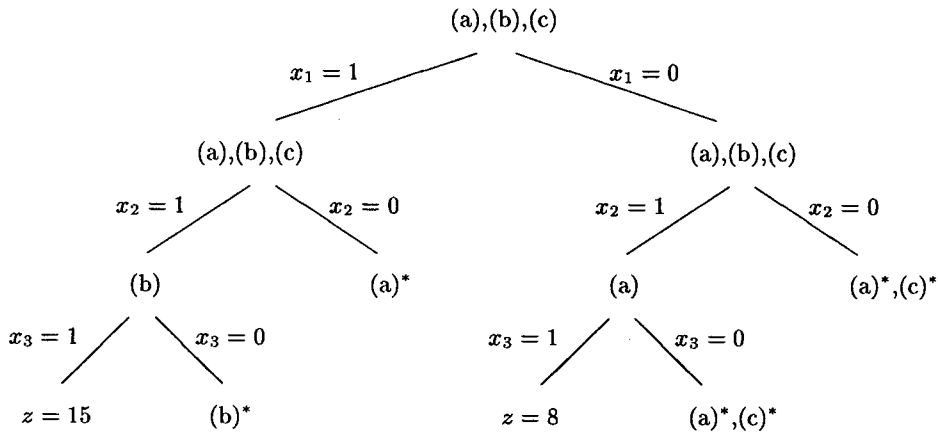 (a),(b),(c)
x₁ = 1 x₁ = 0
(a),(b),(c) (a),(b),(c)
x₂ = 1 x₂ = 0 x₂ = 1 x₂ = 0
(b) (a)* (a) (a)*,(c)*
x₃ = 1 x₃ = 0 x₃ = 1 x₃ = 0
z = 15 (b)* z = 8 (a)*,(c)*